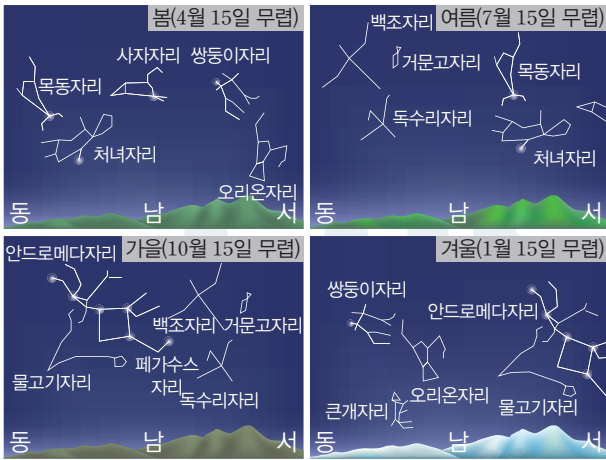 봄(4월 15일 무렵)
사자자리 쌍둥이자리
목동자리
처녀자리
오리온자리
동 남 서
여름(7월 15일 무렵)
백조자리
거문고자리
목동자리
독수리자리
처녀자리
동 남 서
가을(10월 15일 무렵)
안드로메다자리
백조자리 거문고자리
페가수스
자리
물고기자리
독수리자리
동 남 서
겨울(1월 15일 무렵)
쌍둥이자리
안드로메다자리
오리온자리
큰개자리
물고기자리
동 남 서